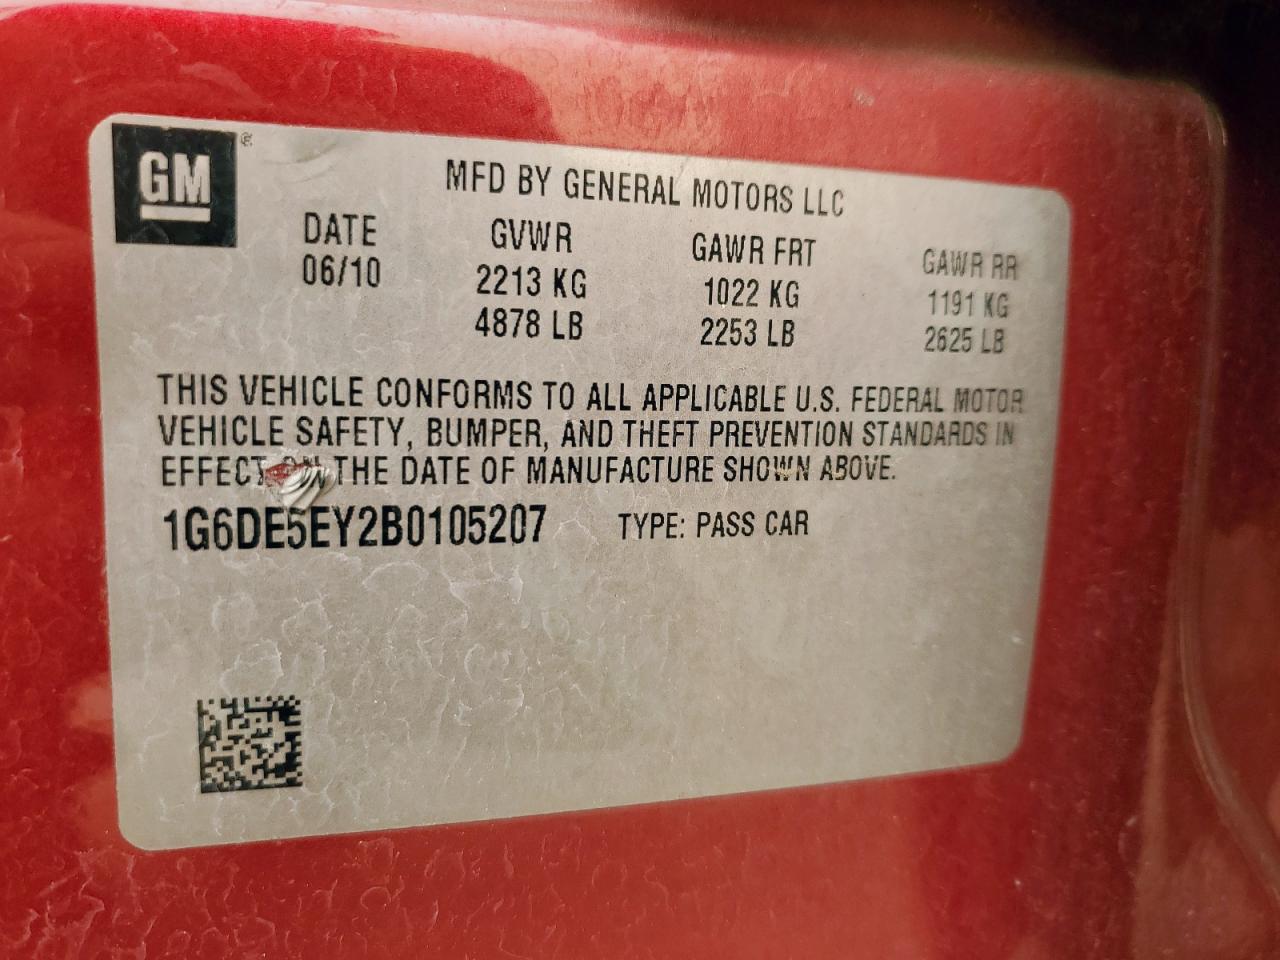 GM
MFD BY GENERAL MOTORS LLC
DATE GVWR GAWR FRT GAWR RR
06/10 2213 KG 1022 KG 1191 KG
4878 LB 2253 LB 2625 LB
THIS VEHICLE CONFORMS TO ALL APPLICABLE U.S. FEDERAL MOTOR
VEHICLE SAFETY, BUMPER, AND THEFT PREVENTION STANDARDS IN
EFFECT ON THE DATE OF MANUFACTURE SHOWN ABOVE.
1G6DE5EY2B0105207 TYPE: PASS CAR